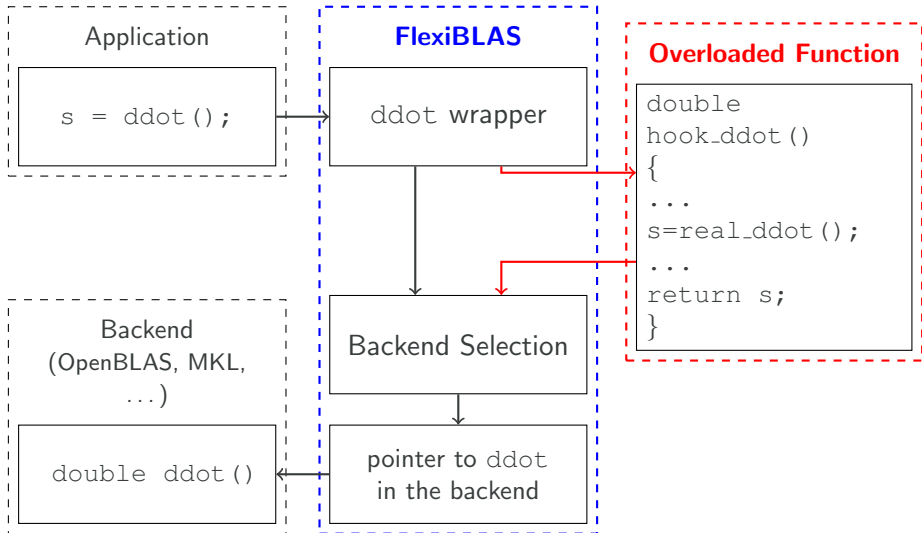 Application
s = ddot();
FlexiBLAS
ddot wrapper
Overloaded Function
double
hook_ddot()
{
...
s=real_ddot();
...
return s;
}
Backend Selection
pointer to ddot
in the backend
Backend
(OpenBLAS, MKL,
...)
double ddot()